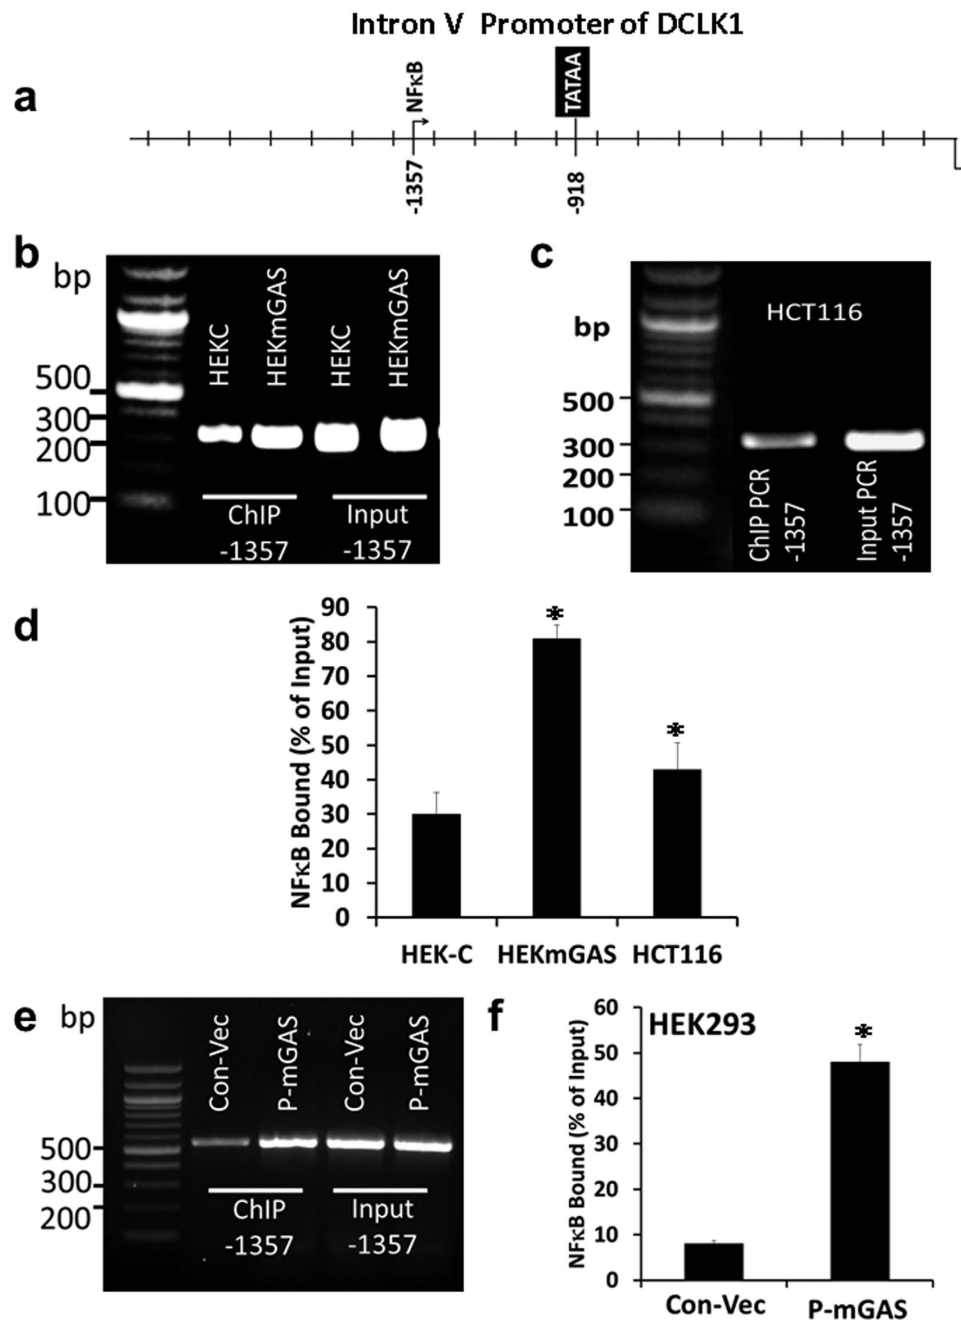 Intron V Promoter of DCLK1
a
NFκB
TATAA
-1357
-918
b
bp
500
300
200
100
HEKC
HEKmGAS
HEKC
HEKmGAS
ChIP
-1357
Input
-1357
c
bp
HCT116
500
300
200
100
ChIP PCR
-1357
Input PCR
-1357
d
NFκB Bound (% of Input)
90
80
70
60
50
40
30
20
10
0
*
*
HEK-C
HEKmGAS
HCT116
e
bp
500
300
200
Con-Vec
P-mGAS
Con-Vec
P-mGAS
ChIP
-1357
Input
-1357
f
HEK293
NFκB Bound (% of Input)
60
50
40
30
20
10
0
*
Con-Vec
P-mGAS